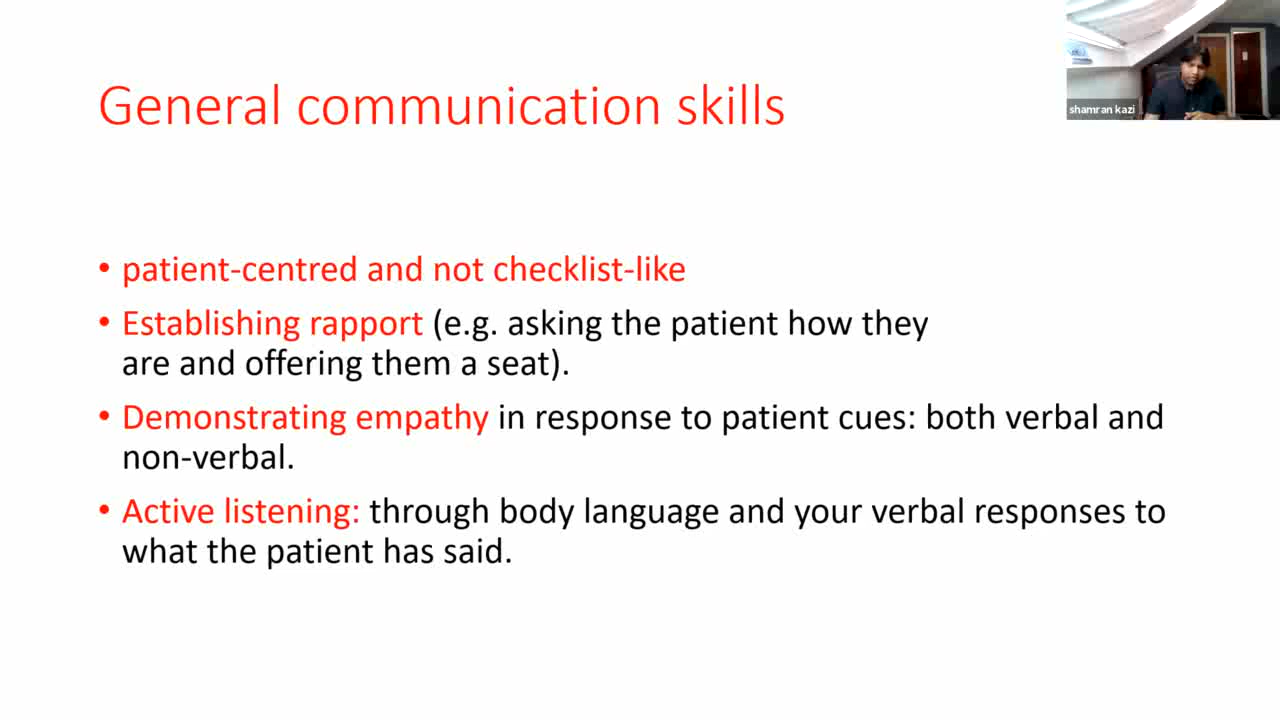 General communication skills
shamran kazi
• patient-centred and not checklist-like
• Establishing rapport (e.g. asking the patient how they
are and offering them a seat).
• Demonstrating empathy in response to patient cues: both verbal and
non-verbal.
• Active listening: through body language and your verbal responses to
what the patient has said.